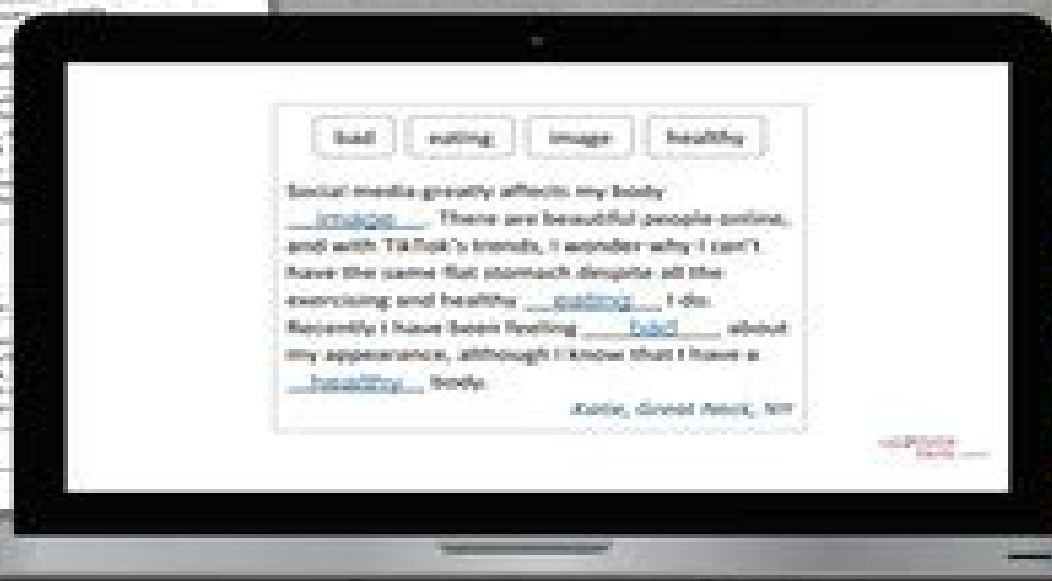 bad eating image healthy
Social media greatly affects my body
image. There are beautiful people online,
and with TikTok's trends, I wonder why I can't
have the same flat stomach despite all the
exercising and healthy eating I do.
Recently I have been feeling bad about
my appearance, although I know that I have a
healthy body.
Katie, Great Neck, NY